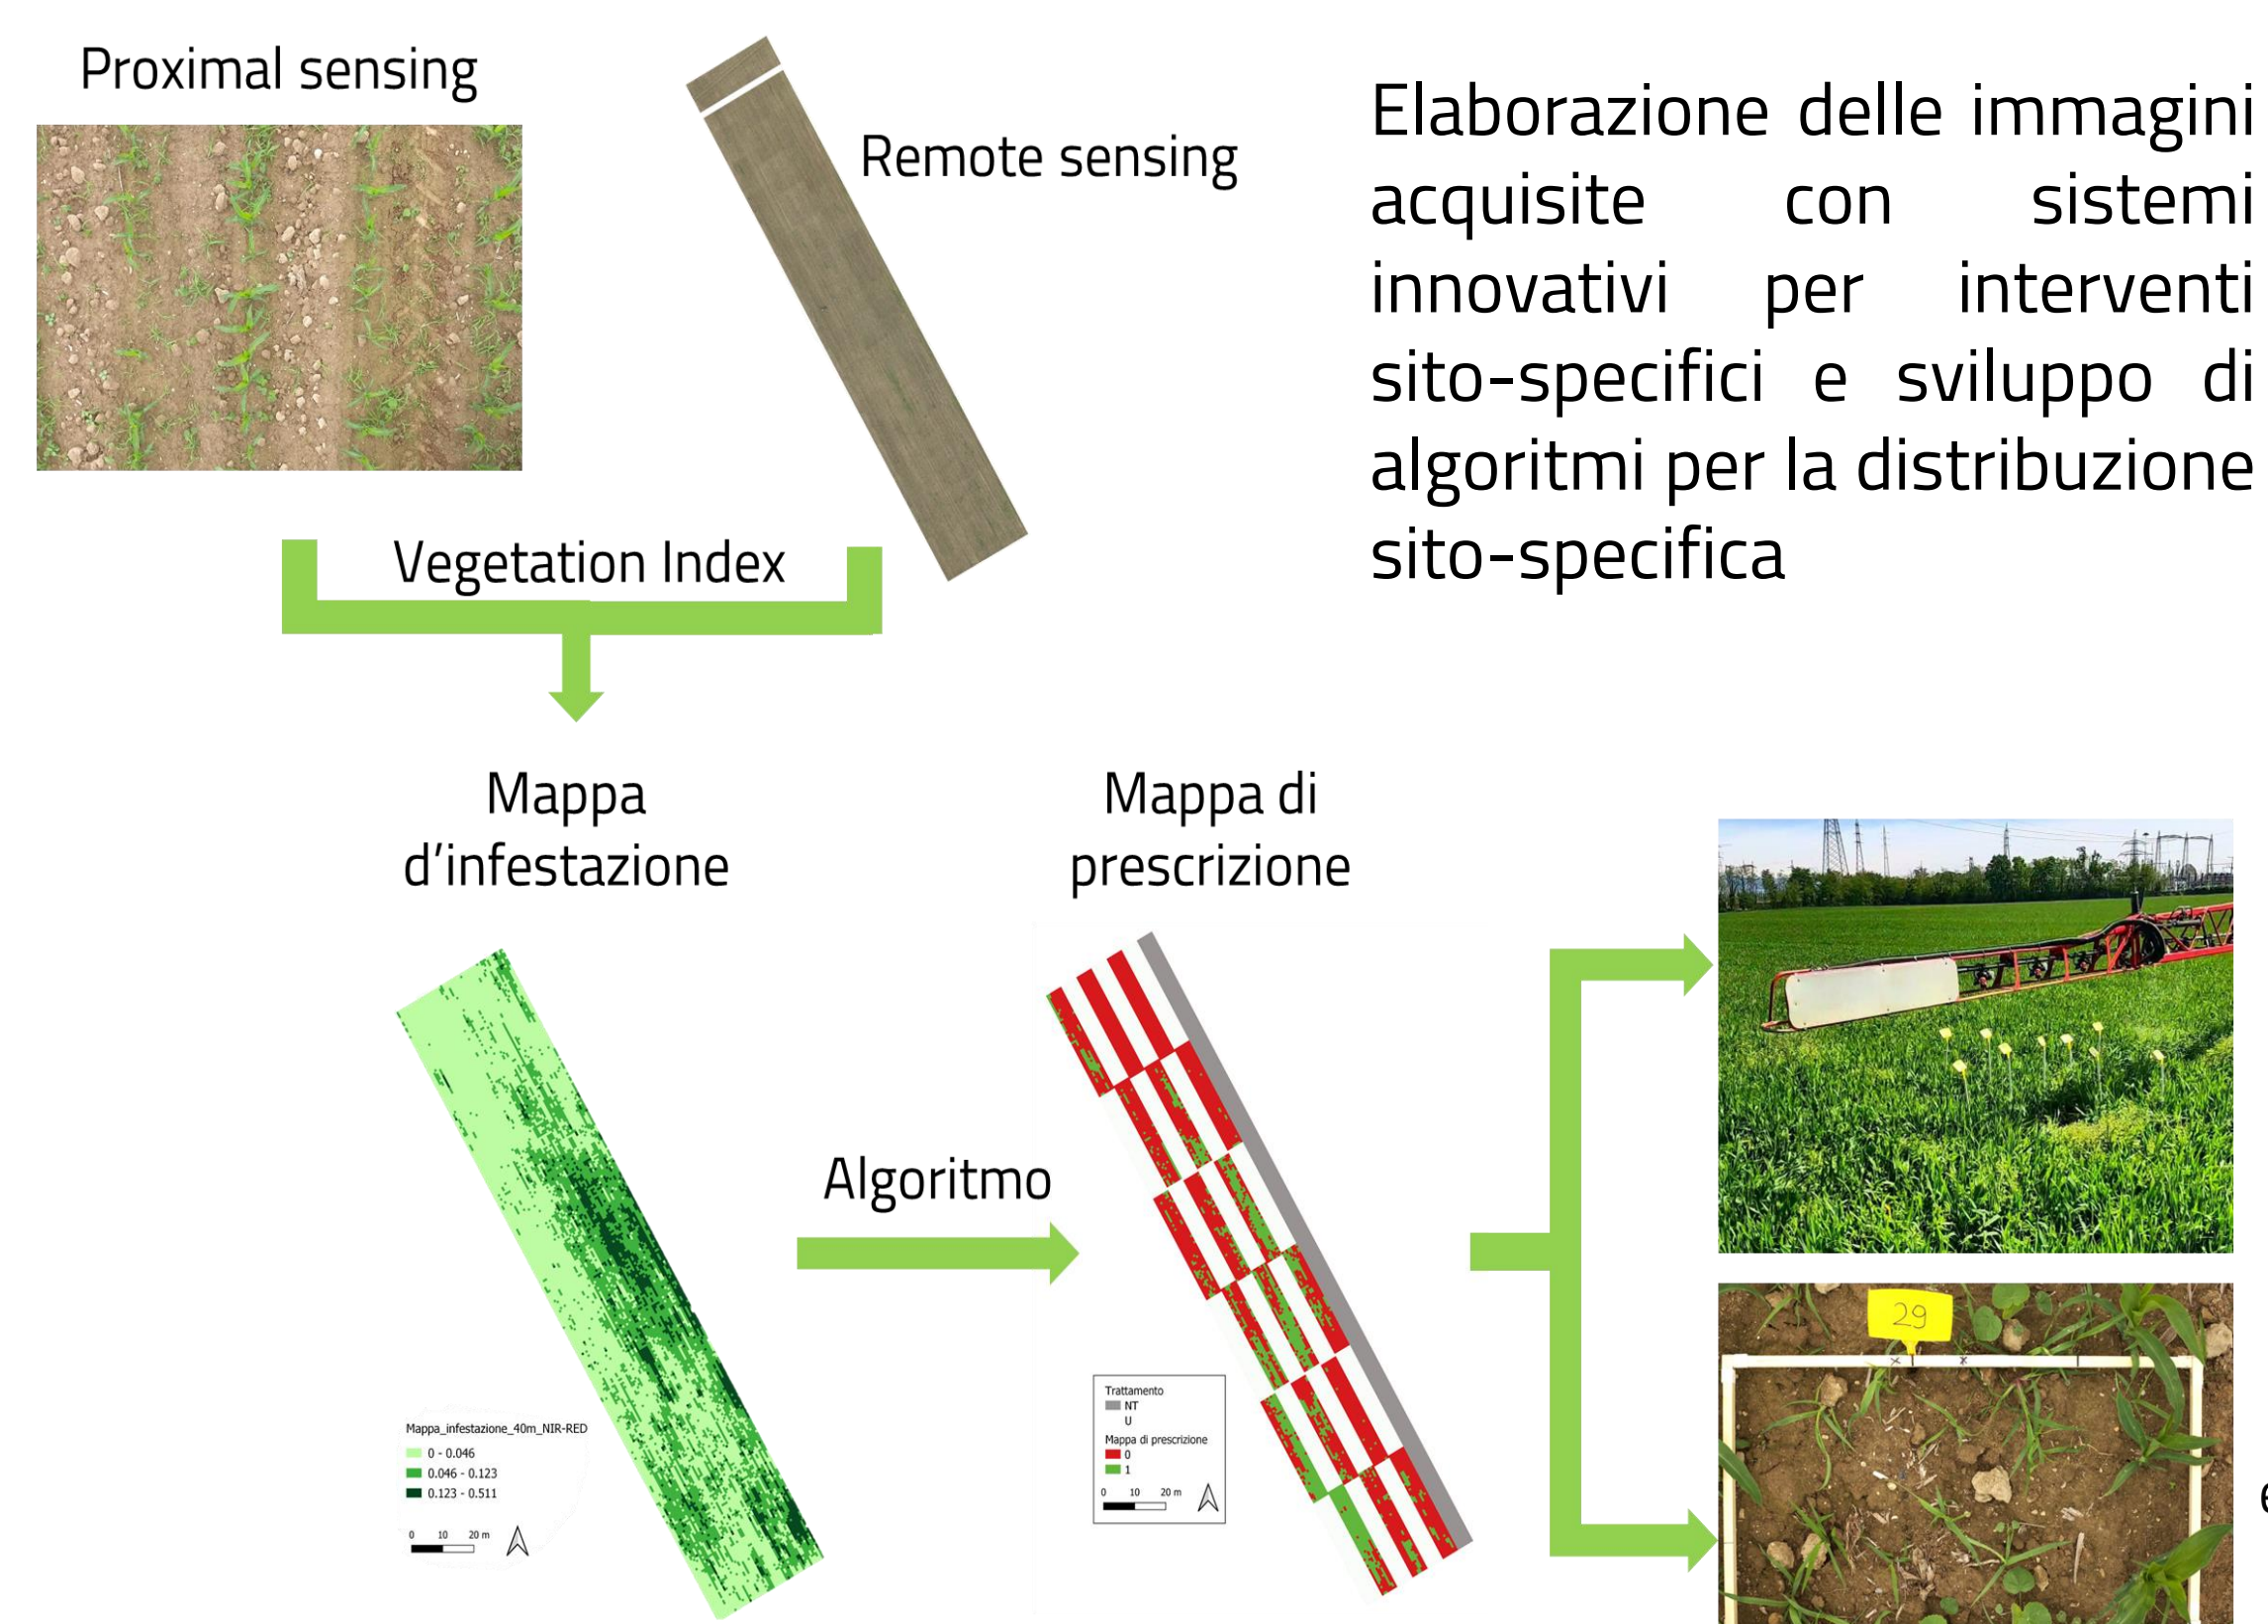 Proximal sensing
Remote sensing
Elaborazione delle immagini
acquisite con sistemi
innovativi per interventi
sito-specifici e sviluppo di
algoritmi per la distribuzione
sito-specifica
Vegetation Index
Mappa
d'infestazione
Mappa di
prescrizione
Algoritmo
Mappa_infestazione_40m_NIR-RED
0 - 0.046
0.046 - 0.123
0.123 - 0.511
0 10 20 m
Trattamento
NT
U
Mappa di prescrizione
0
1
0 10 20 m
29